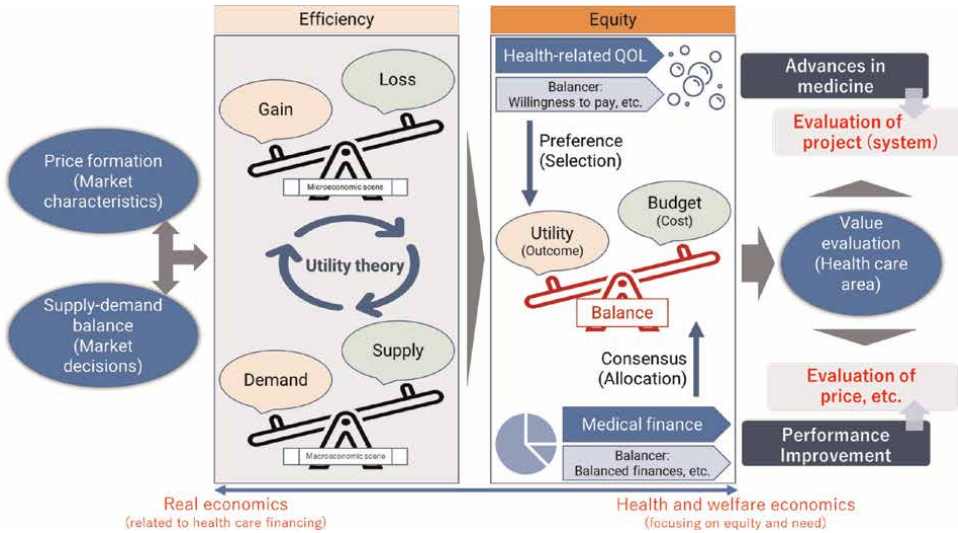 Efficiency
Equity
Price formation
(Market
characteristics)
Supply-demand
balance
(Market
decisions)
Gain
Loss
Microeconomic scene
Utility theory
Demand
Supply
Macroeconomic scene
Health-related QOL
Balancer:
Willingness to pay, etc.
Preference
(Selection)
Utility
(Outcome)
Budget
(Cost)
Balance
Consensus
(Allocation)
Medical finance
Balancer:
Balanced finances, etc.
Advances in
medicine
Evaluation of
project (system)
Value
evaluation
(Health care
area)
Evaluation of
price, etc.
Performance
Improvement
Real economics
(related to health care financing)
Health and welfare economics
(focusing on equity and need)